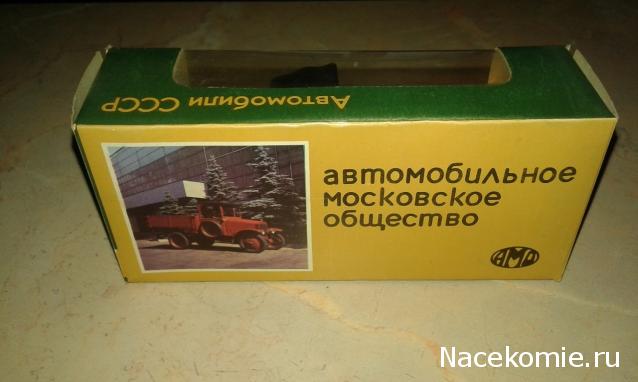 Автомобили СССР
автомобильное
московское
общество
АМО
Nacekomie.ru